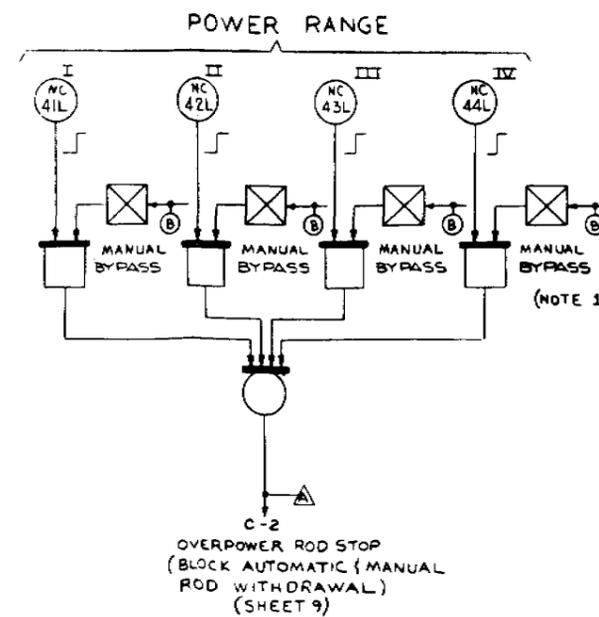 POWER RANGE
I II III IV
NC 41L NC 42L NC 43L NC 44L
B B B B
MANUAL BYPASS MANUAL BYPASS MANUAL BYPASS MANUAL BYPASS
(NOTE 1
A
C-2
OVERPOWER ROD STOP
(BLOCK AUTOMATIC & MANUAL
ROD WITHDRAWAL)
(SHEET 9)